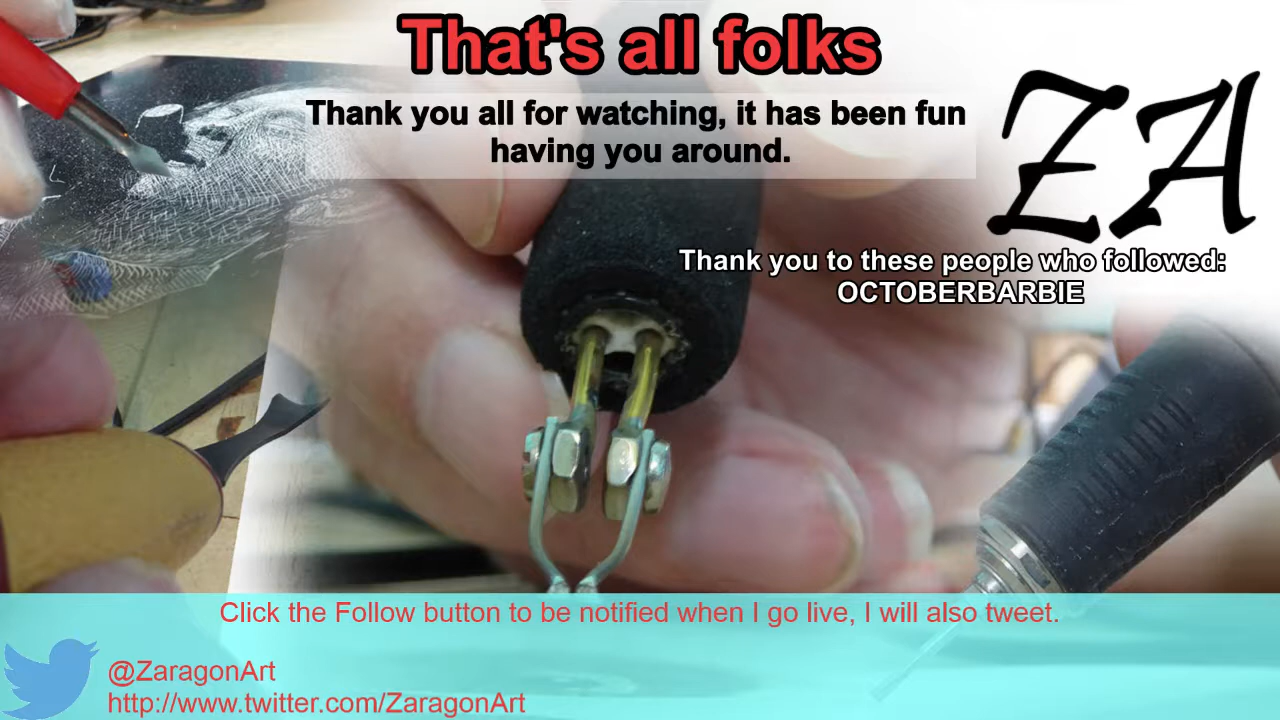 That's all folks
Thank you all for watching, it has been fun
having you around.
ZA
Thank you to these people who followed:
OCTOBERBARBIE
Click the Follow button to be notified when I go live, I will also tweet.
@ZaragonArt
http://www.twitter.com/ZaragonArt